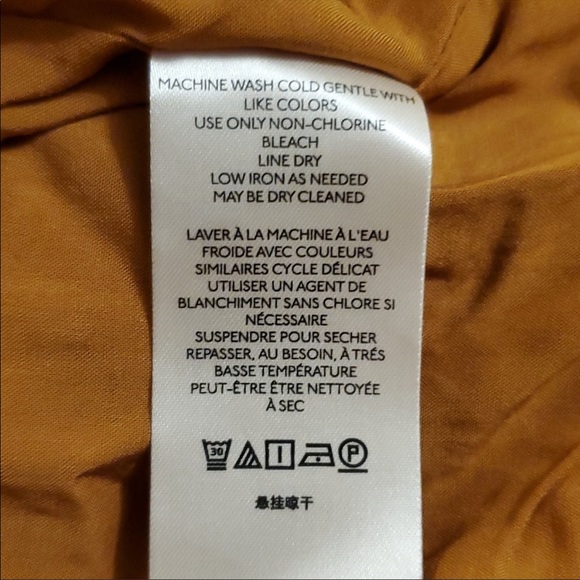 MACHINE WASH COLD GENTLE WITH
LIKE COLORS
USE ONLY NON-CHLORINE
BLEACH
LINE DRY
LOW IRON AS NEEDED
MAY BE DRY CLEANED
LAVER À LA MACHINE À L'EAU
FROIDE AVEC COULEURS
SIMILAIRES CYCLE DÉLICAT
UTILISER UN AGENT DE
BLANCHIMENT SANS CHLORE SI
NÉCESSAIRE
SUSPENDRE POUR SECHER
REPASSER, AU BESOIN, À TRÉS
BASSE TEMPÉRATURE
PEUT-ÊTRE ÊTRE NETTOYÉE
À SEC
30 P
悬挂晾干